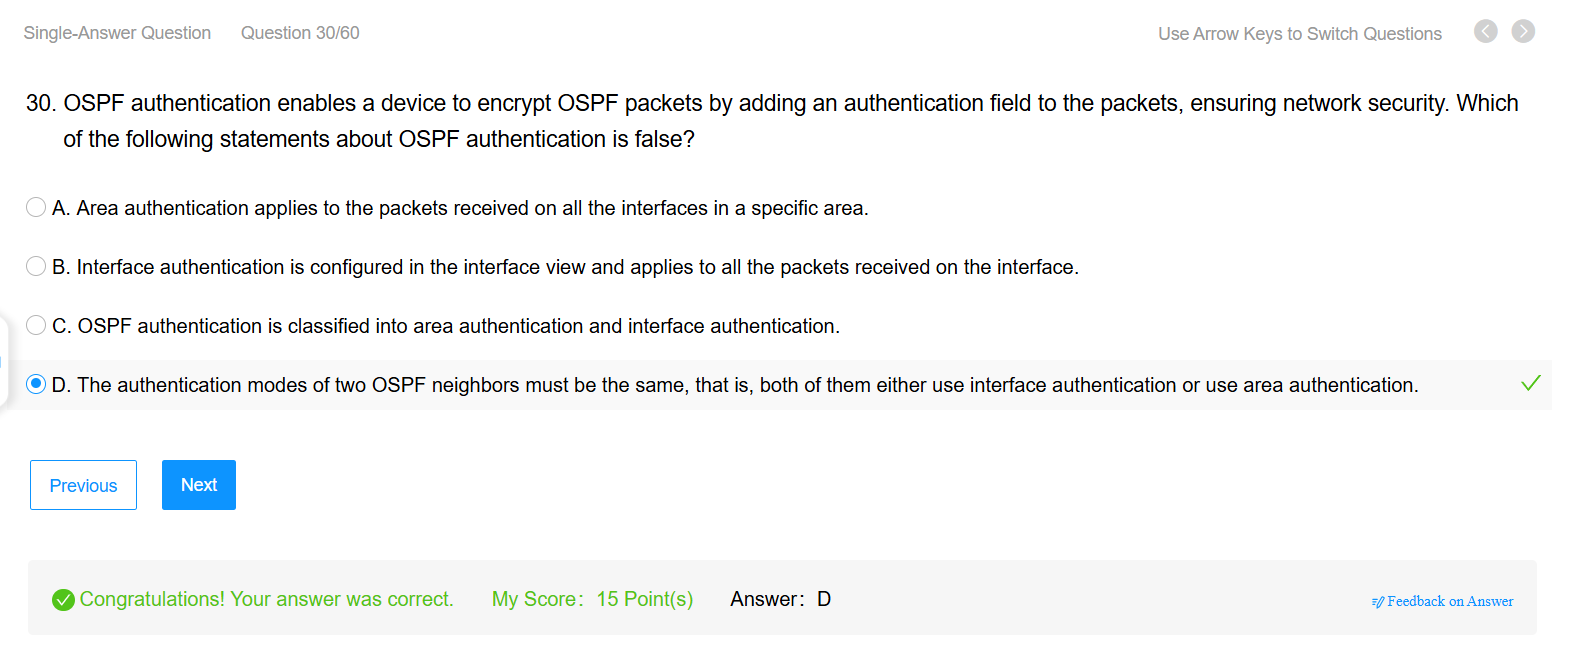 Single-Answer Question Question 30/60 Use Arrow Keys to Switch Questions
30. OSPF authentication enables a device to encrypt OSPF packets by adding an authentication field to the packets, ensuring network security. Which
of the following statements about OSPF authentication is false?
A. Area authentication applies to the packets received on all the interfaces in a specific area.
B. Interface authentication is configured in the interface view and applies to all the packets received on the interface.
C. OSPF authentication is classified into area authentication and interface authentication.
D. The authentication modes of two OSPF neighbors must be the same, that is, both of them either use interface authentication or use area authentication.
Previous Next
Congratulations! Your answer was correct. My Score: 15 Point(s) Answer: D Feedback on Answer